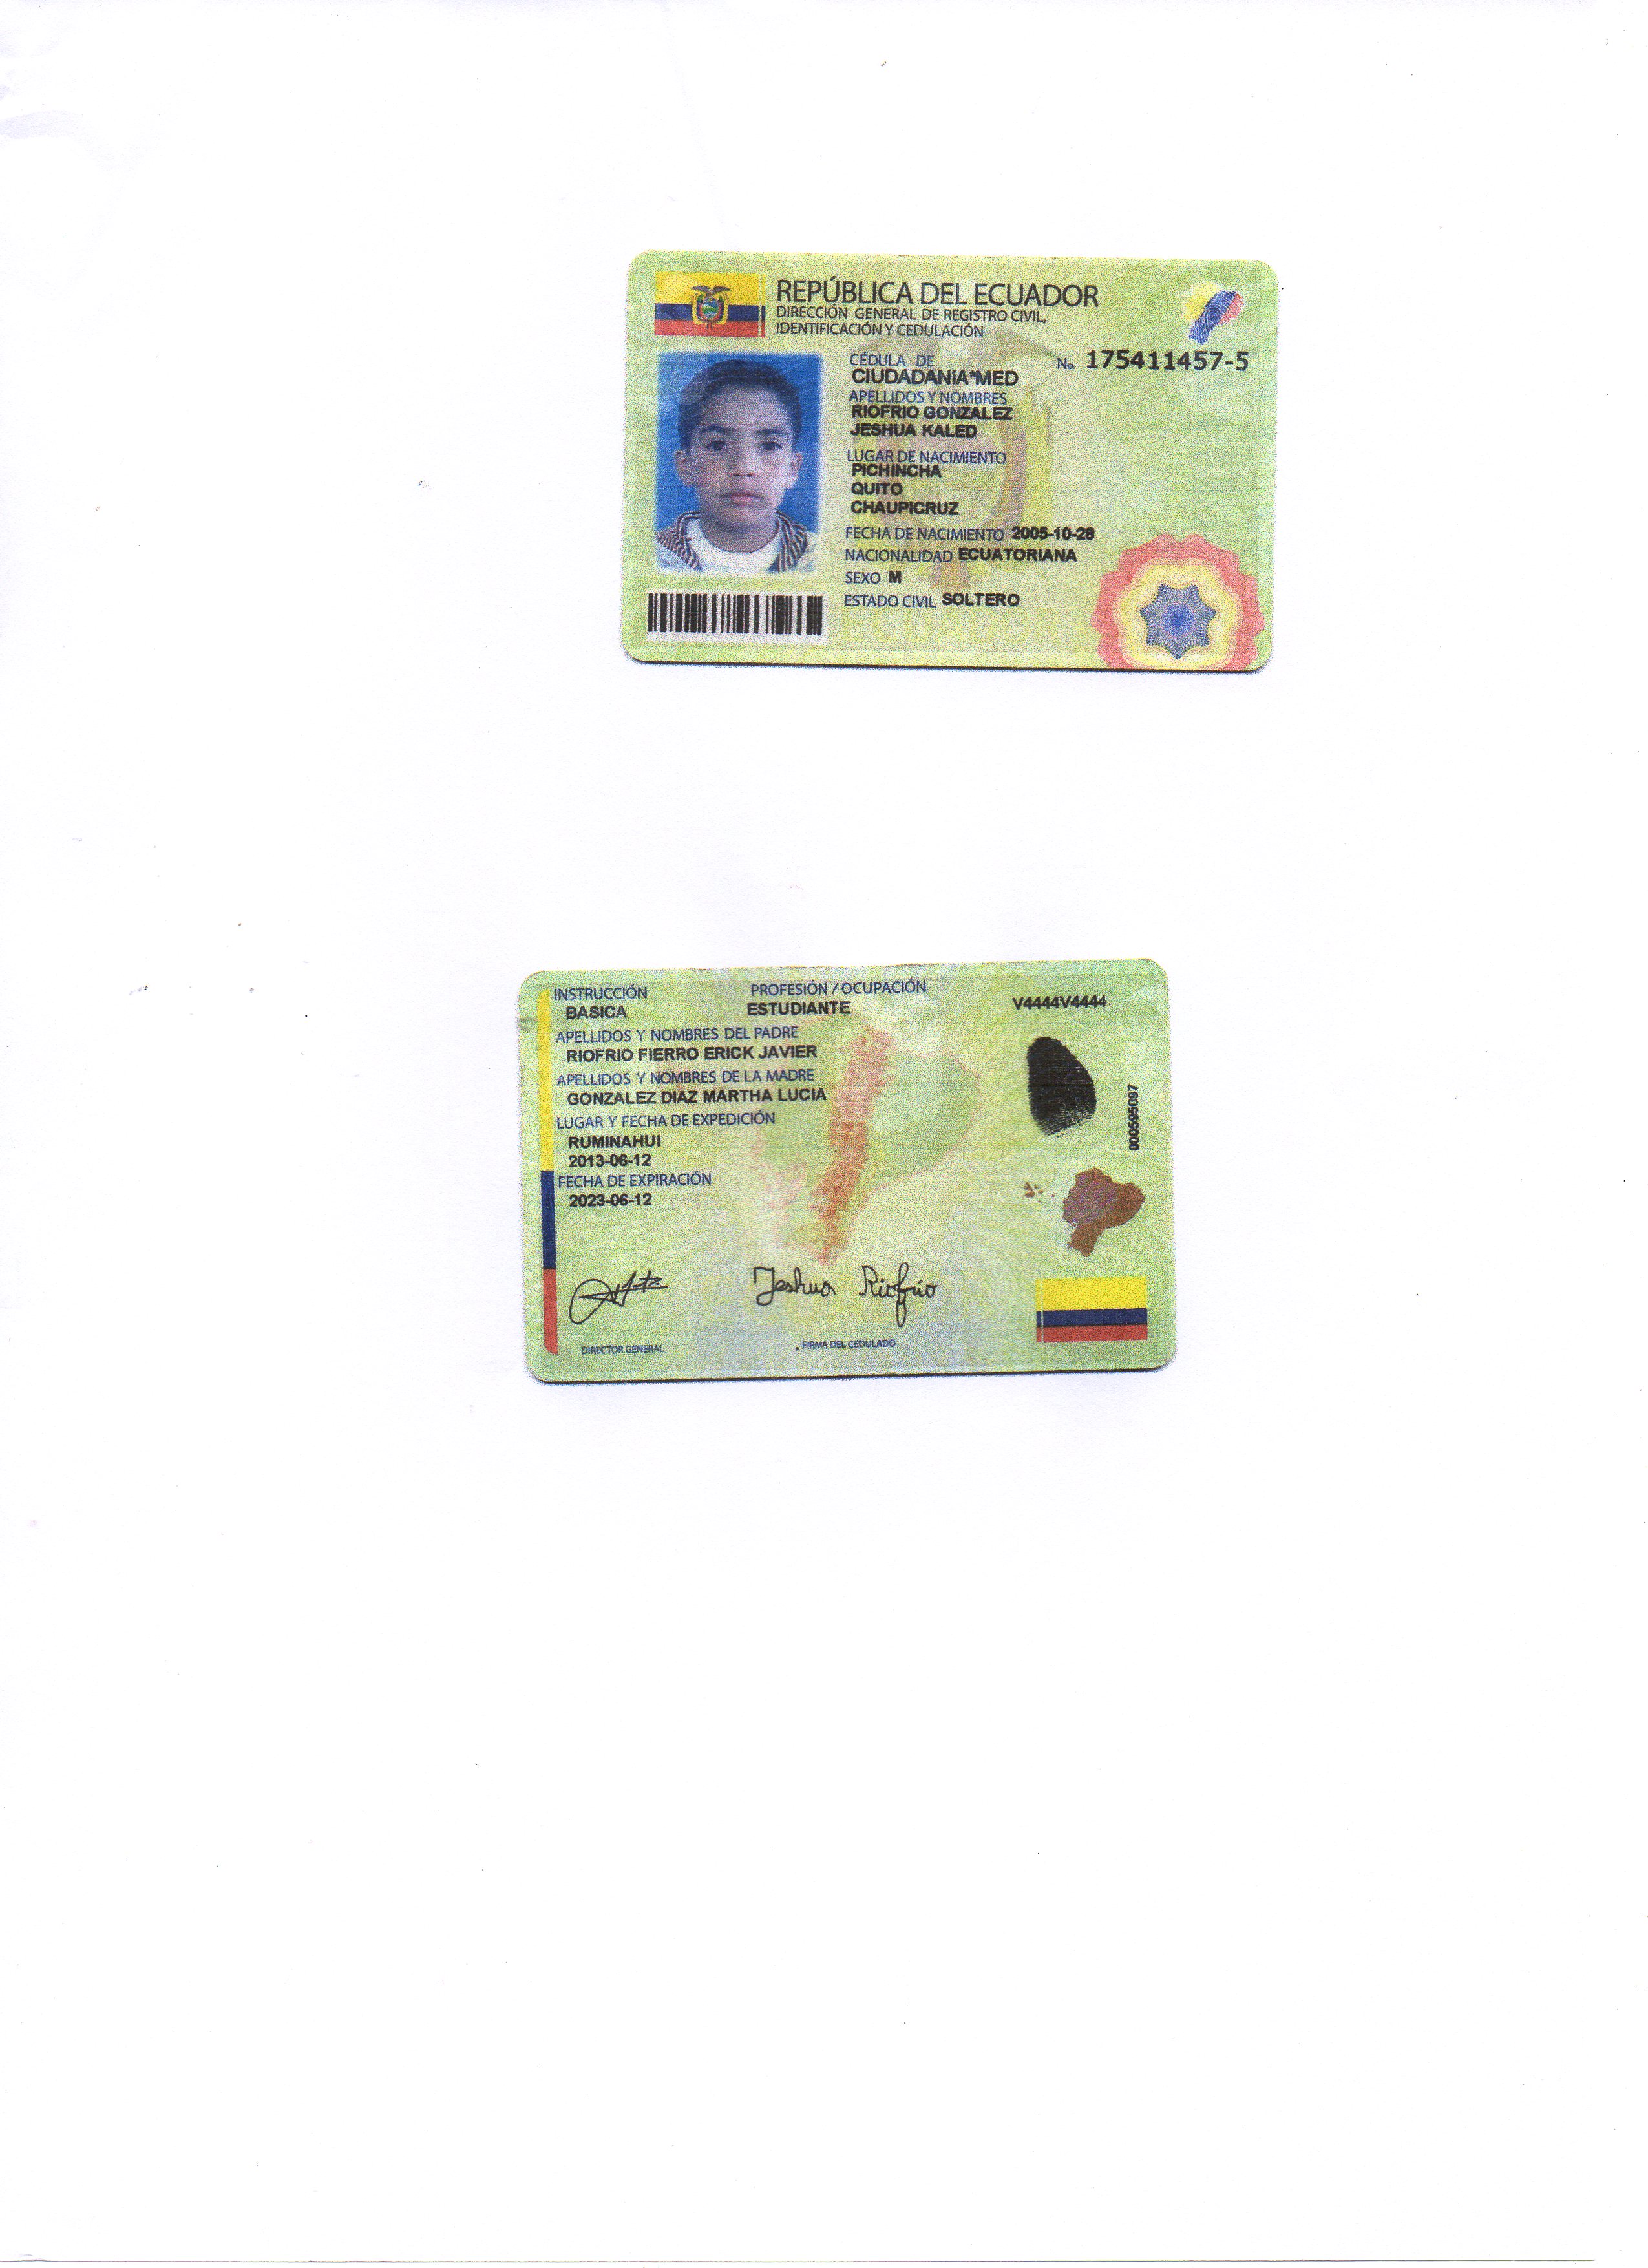 REPÚBLICA DEL ECUADOR
DIRECCIÓN GENERAL DE REGISTRO CIVIL,
IDENTIFICACIÓN Y CEDULACIÓN
CÉDULA DE No. 175411457-5
CIUDADANÍA*MED
APELLIDOS Y NOMBRES
RIOFRIO GONZALEZ
JESHUA KALED
LUGAR DE NACIMIENTO
PICHINCHA
QUITO
CHAUPICRUZ
FECHA DE NACIMIENTO 2005-10-28
NACIONALIDAD ECUATORIANA
SEXO M
ESTADO CIVIL SOLTERO
INSTRUCCIÓN PROFESIÓN / OCUPACIÓN
BASICA ESTUDIANTE V4444V4444
APELLIDOS Y NOMBRES DEL PADRE
RIOFRIO FIERRO ERICK JAVIER
APELLIDOS Y NOMBRES DE LA MADRE
GONZALEZ DIAZ MARTHA LUCIA
LUGAR Y FECHA DE EXPEDICIÓN
RUMINAHUI
2013-06-12
FECHA DE EXPIRACIÓN
2023-06-12
000595097
Jeshua Riofrio
DIRECTOR GENERAL FIRMA DEL CEDULADO